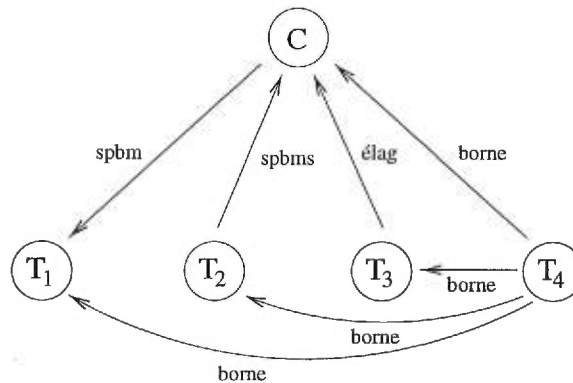 C
spbm
spbms
élag
borne
T1
T2
T3
borne
T4
borne
borne